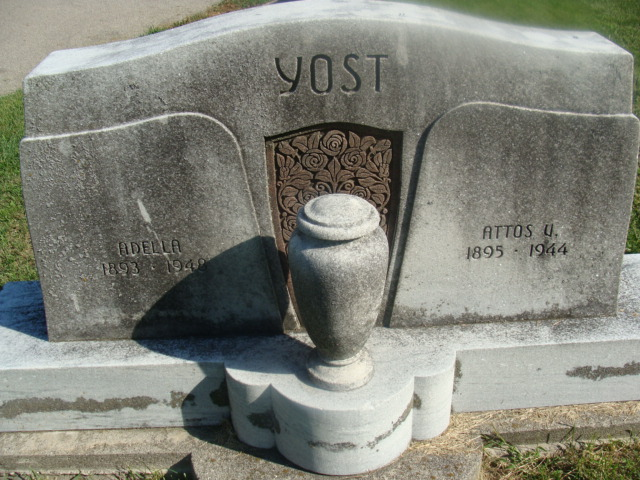 YOST
ADELLA
1893 - 1948
ATTOS U.
1895 - 1944